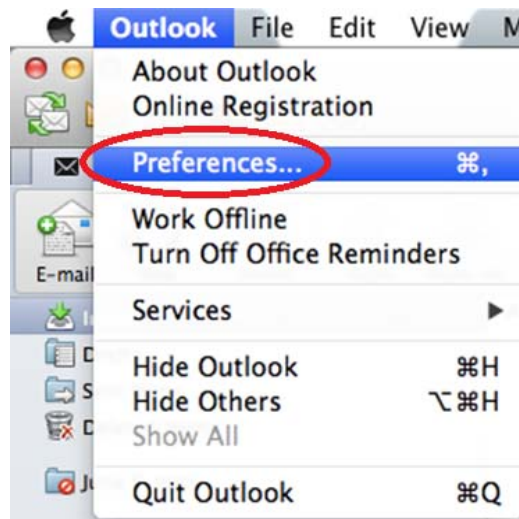 Outlook File Edit View M
About Outlook
Online Registration
Preferences... ⌘,
Work Offline
Turn Off Office Reminders
E-mail
Services ▶
Hide Outlook ⌘H
Hide Others ⌥⌘H
Show All
Quit Outlook ⌘Q